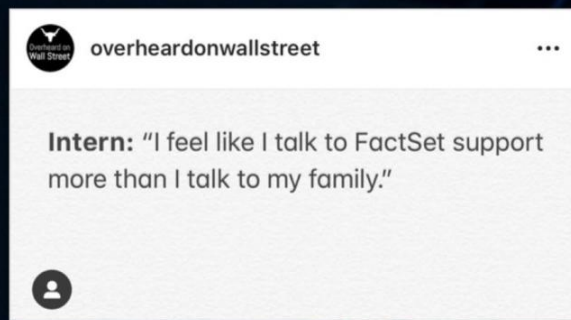 Overheard on
Wall Street
overheardonwallstreet
Intern: “I feel like I talk to FactSet support
more than I talk to my family.”